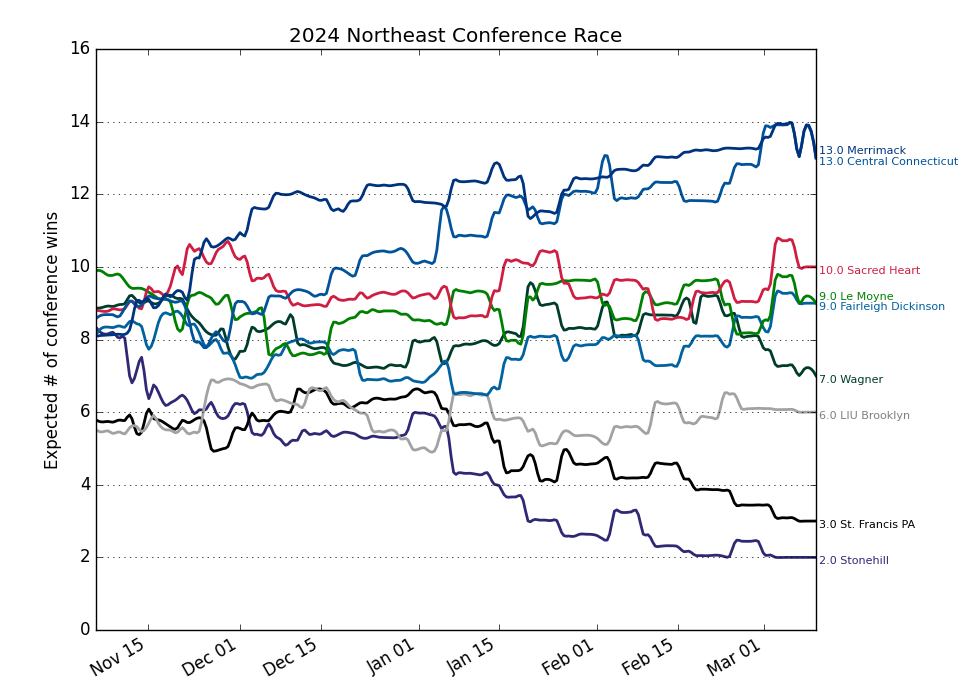 2024 Northeast Conference Race
Expected # of conference wins
16
14
12
10
8
6
4
2
0
13.0 Merrimack
13.0 Central Connecticut
10.0 Sacred Heart
9.0 Le Moyne
9.0 Fairleigh Dickinson
7.0 Wagner
6.0 LIU Brooklyn
3.0 St. Francis PA
2.0 Stonehill
Nov 15
Dec 01
Dec 15
Jan 01
Jan 15
Feb 01
Feb 15
Mar 01